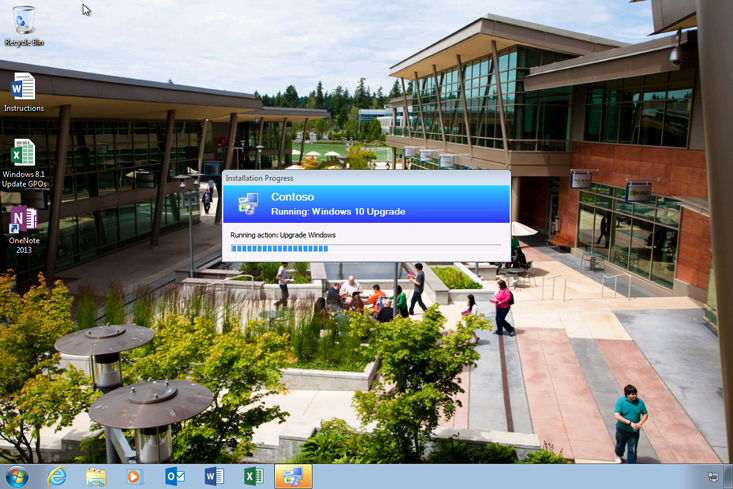 Recycle Bin
Instructions
Windows 8.1
Update GPOs
OneNote
2013
Installation Progress
Contoso
Running: Windows 10 Upgrade
Running action: Upgrade Windows